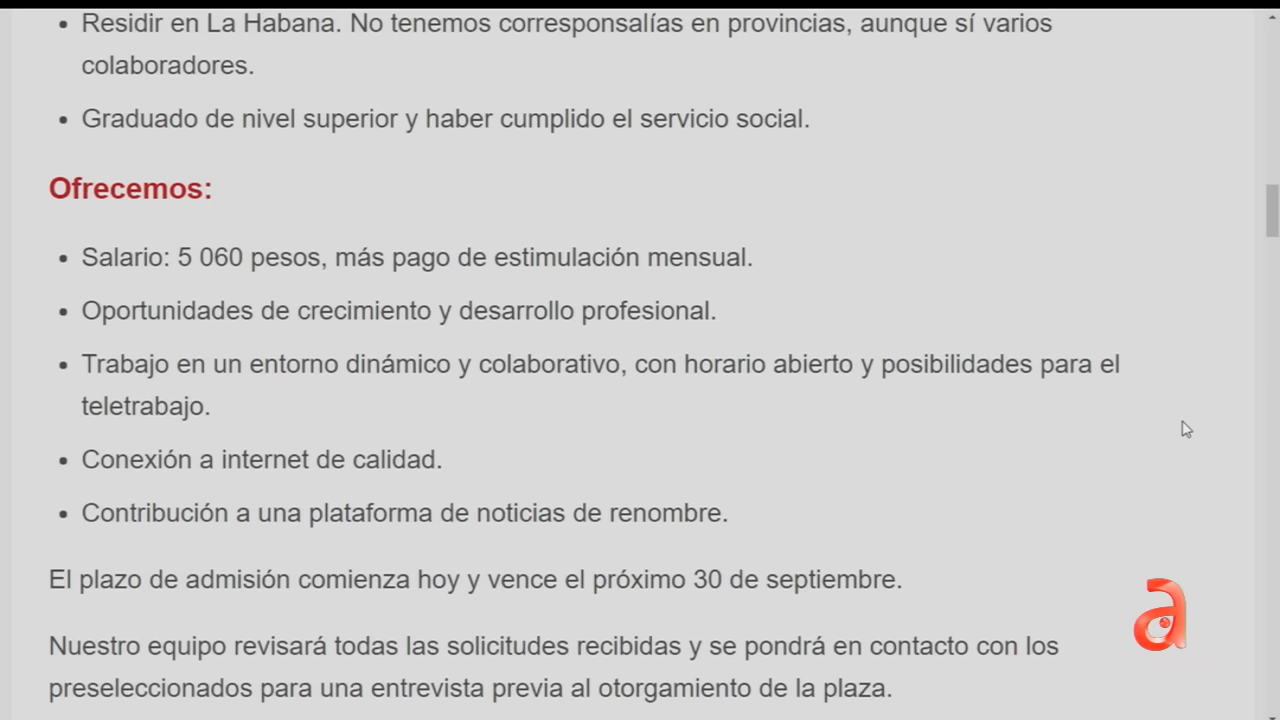 • Residir en La Habana. No tenemos corresponsalías en provincias, aunque sí varios
colaboradores.
• Graduado de nivel superior y haber cumplido el servicio social.
Ofrecemos:
• Salario: 5 060 pesos, más pago de estimulación mensual.
• Oportunidades de crecimiento y desarrollo profesional.
• Trabajo en un entorno dinámico y colaborativo, con horario abierto y posibilidades para el
teletrabajo.
• Conexión a internet de calidad.
• Contribución a una plataforma de noticias de renombre.
El plazo de admisión comienza hoy y vence el próximo 30 de septiembre.
a
Nuestro equipo revisará todas las solicitudes recibidas y se pondrá en contacto con los
preseleccionados para una entrevista previa al otorgamiento de la plaza.